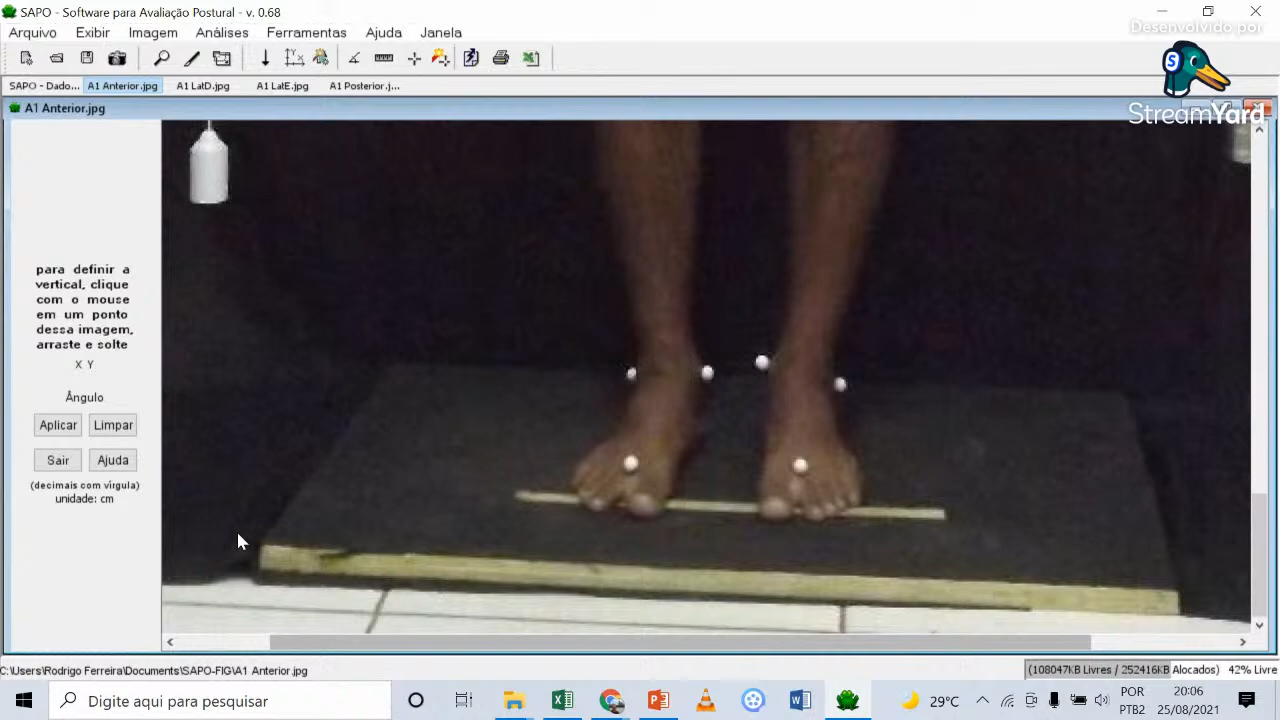 SAPO - Software para Avaliação Postural - v. 0.68
Desenvolvido por
StreamYard
Arquivo Exibir Imagem Análises Ferramentas Ajuda Janela
SAPO - Dado... A1 Anterior.jpg A1 LatD.jpg A1 LatE.jpg A1 Posterior.j...
A1 Anterior.jpg
para definir a
vertical, clique
com o mouse
em um ponto
dessa imagem,
arraste e solte
X Y
Ângulo
Aplicar Limpar
Sair Ajuda
(decimais com vírgula)
unidade: cm
C:\Users\Rodrigo Ferreira\Documents\SAPO-FIG\A1 Anterior.jpg
(108047KB Livres / 252416KB Alocados) 42% Livre
Digite aqui para pesquisar
29°C
POR
PTB2
20:06
25/08/2021